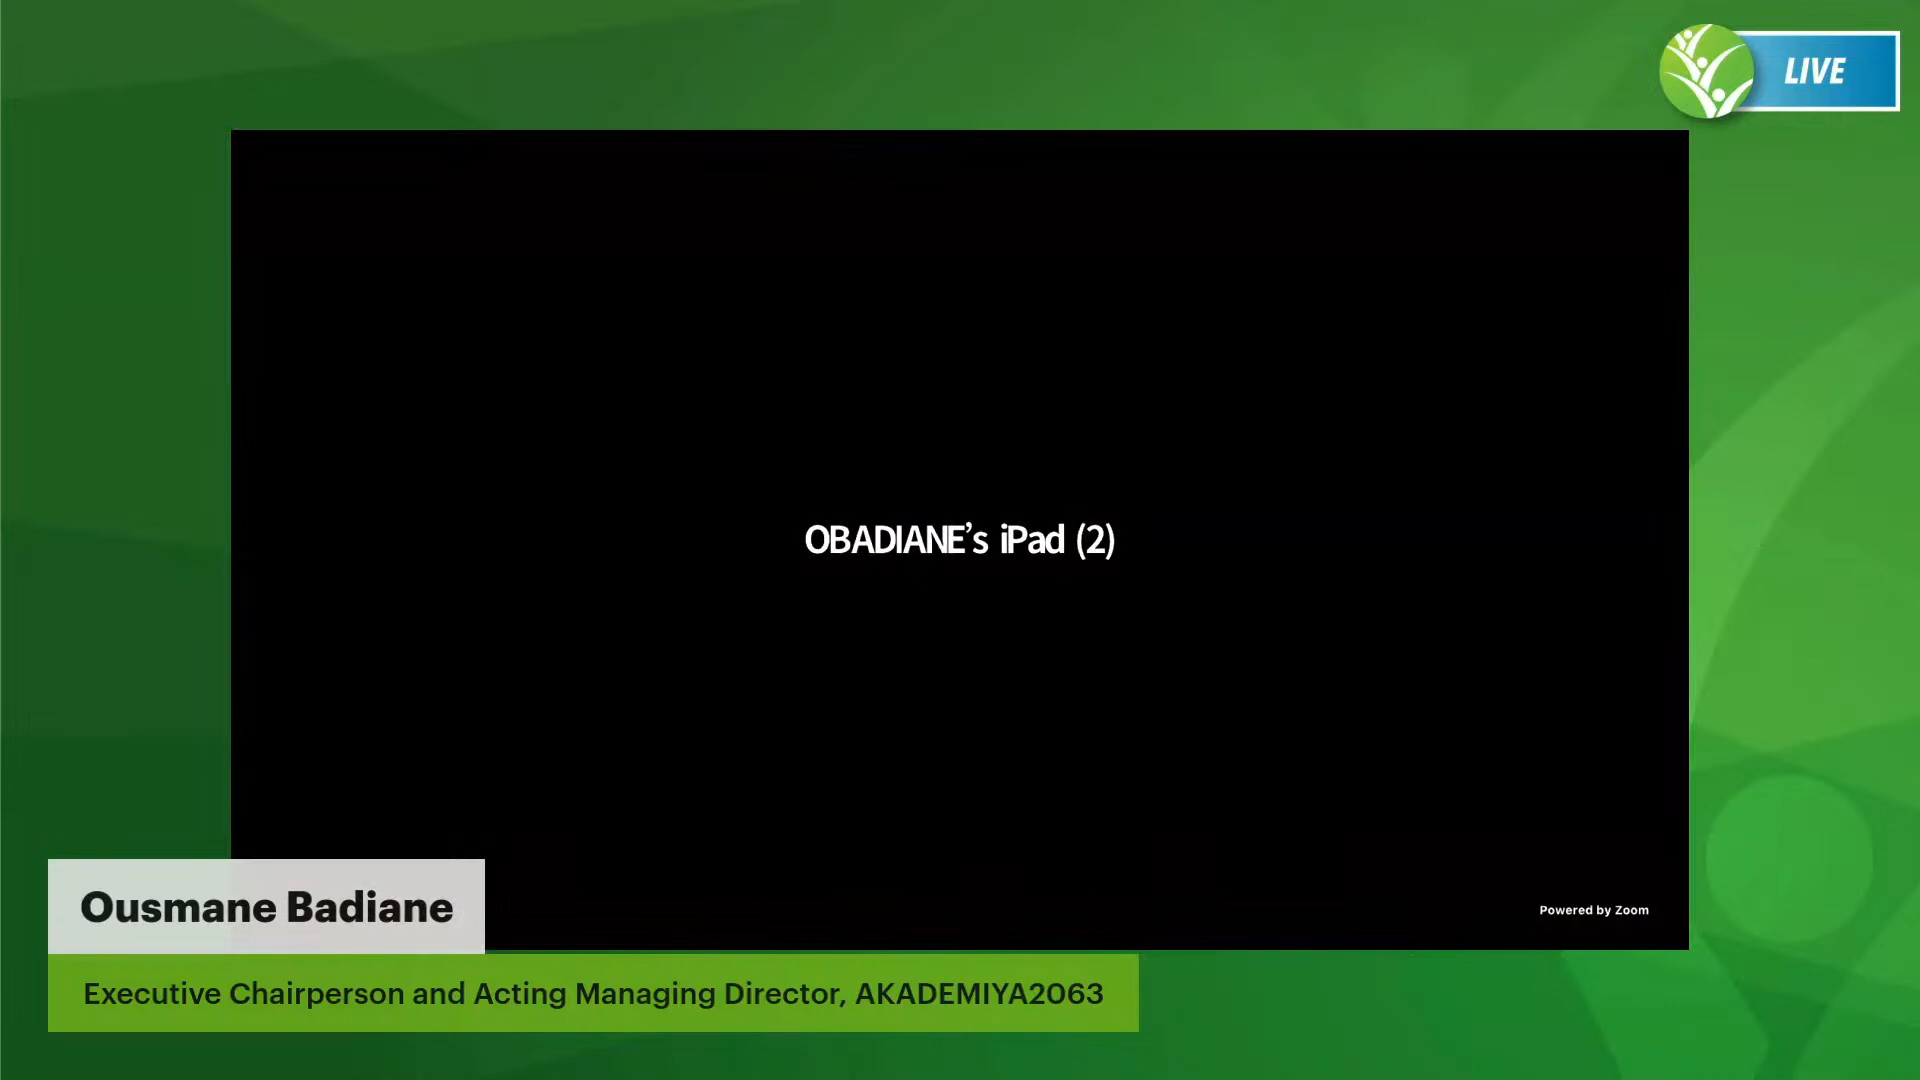 LIVE
OBADIANE’s iPad (2)
Powered by Zoom
Ousmane Badiane
Executive Chairperson and Acting Managing Director, AKADEMIYA2063